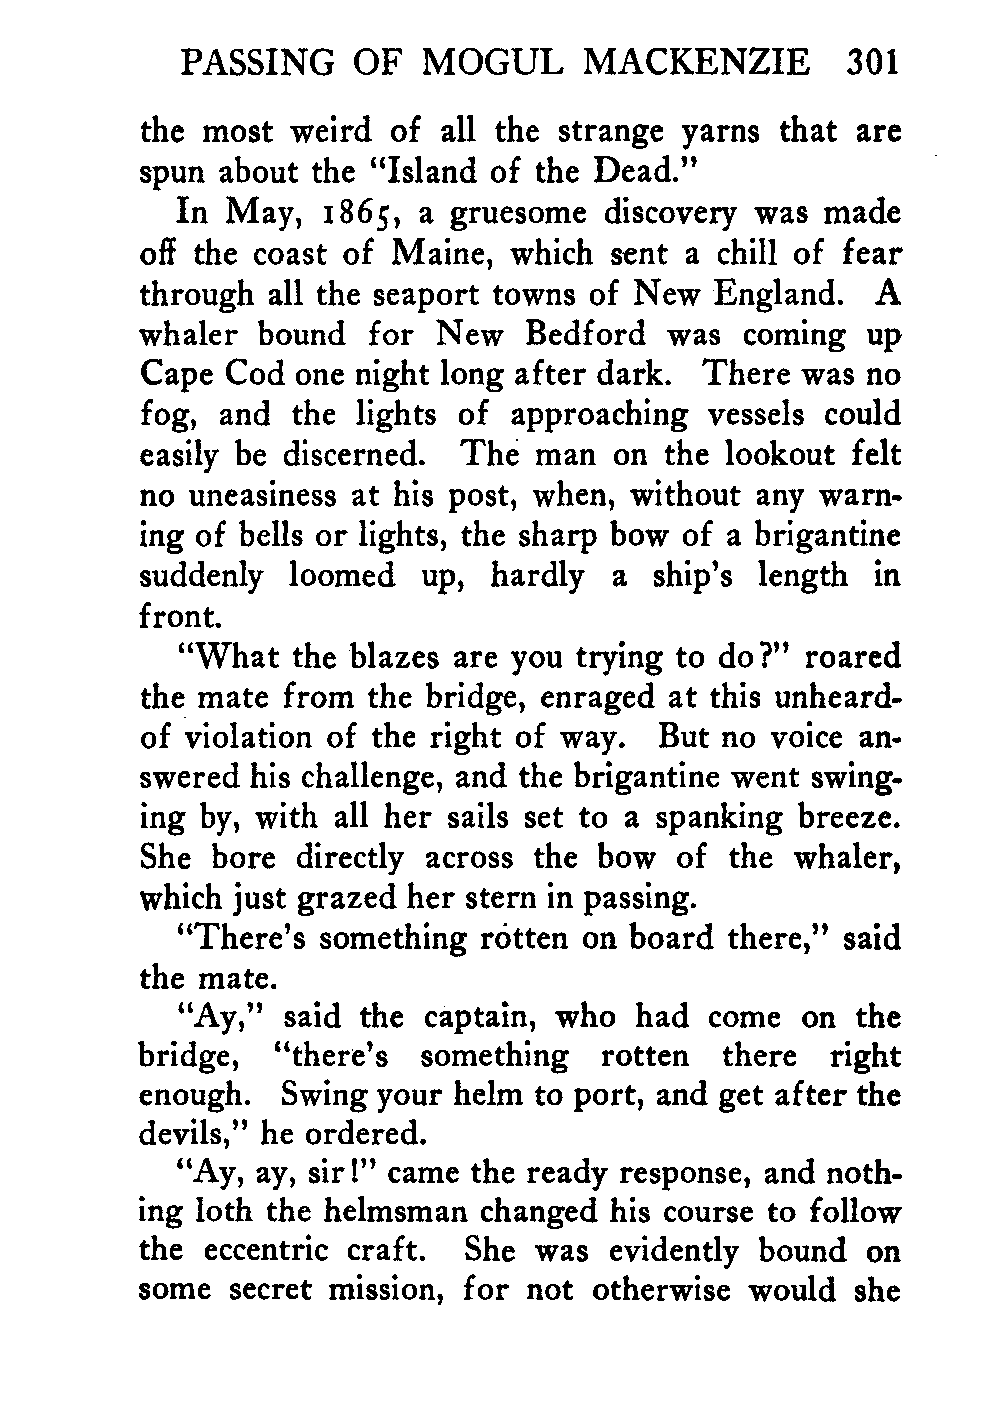 PASSING OF MOGUL MACKENZIE 301
the most weird of all the strange yarns that are
spun about the "Island of the Dead."
In May, 1865, a gruesome discovery was made
off the coast of Maine, which sent a chill of fear
through all the seaport towns of New England. A
whaler bound for New Bedford was coming up
Cape Cod one night long after dark. There was no
fog, and the lights of approaching vessels could
easily be discerned. The man on the lookout felt
no uneasiness at his post, when, without any warn-
ing of bells or lights, the sharp bow of a brigantine
suddenly loomed up, hardly a ship's length in
front.
"What the blazes are you trying to do?" roared
the mate from the bridge, enraged at this unheard-
of violation of the right of way. But no voice an-
swered his challenge, and the brigantine went swing-
ing by, with all her sails set to a spanking breeze.
She bore directly across the bow of the whaler,
which just grazed her stern in passing.
"There's something rotten on board there," said
the mate.
"Ay," said the captain, who had come on the
bridge, "there's something rotten there right
enough. Swing your helm to port, and get after the
devils," he ordered.
"Ay, ay, sir!" came the ready response, and noth-
ing loth the helmsman changed his course to follow
the eccentric craft. She was evidently bound on
some secret mission, for not otherwise would she